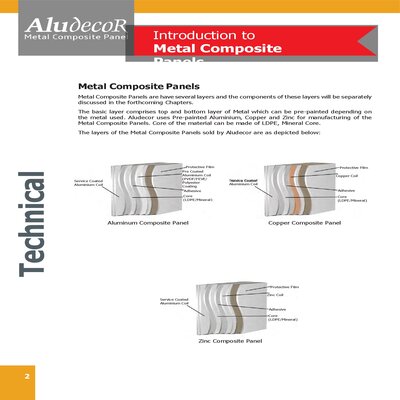 AludecoR
Metal Composite Panel
Introduction to
Metal Composite
Panels
Metal Composite Panels
Metal Composite Panels are have several layers and the components of these layers will be separately
discussed in the forthcoming Chapters.
The basic layer comprises top and bottom layer of Metal which can be pre-painted depending on
the metal used. Aludecor uses Pre-painted Aluminium, Copper and Zinc for manufacturing of the
Metal Composite Panels. Core of the material can be made of LDPE, Mineral Core.
The layers of the Metal Composite Panels sold by Aludecor are as depicted below:
Protective Film
Pre Coated
Aluminium Coil
(PVDF/HSR/
Polyester
Coating
Adhesive
Core
(LDPE/Mineral)
Service Coated
Aluminium Coil
Aluminum Composite Panel
Protective Film
Copper Coil
Adhesive
Core
(LDPE/Mineral)
Service Coated
Aluminium Coil
Copper Composite Panel
Protective Film
Zinc Coil
Adhesive
Core
(LDPE/Mineral)
Service Coated
Aluminium Coil
Zinc Composite Panel
Technical
2